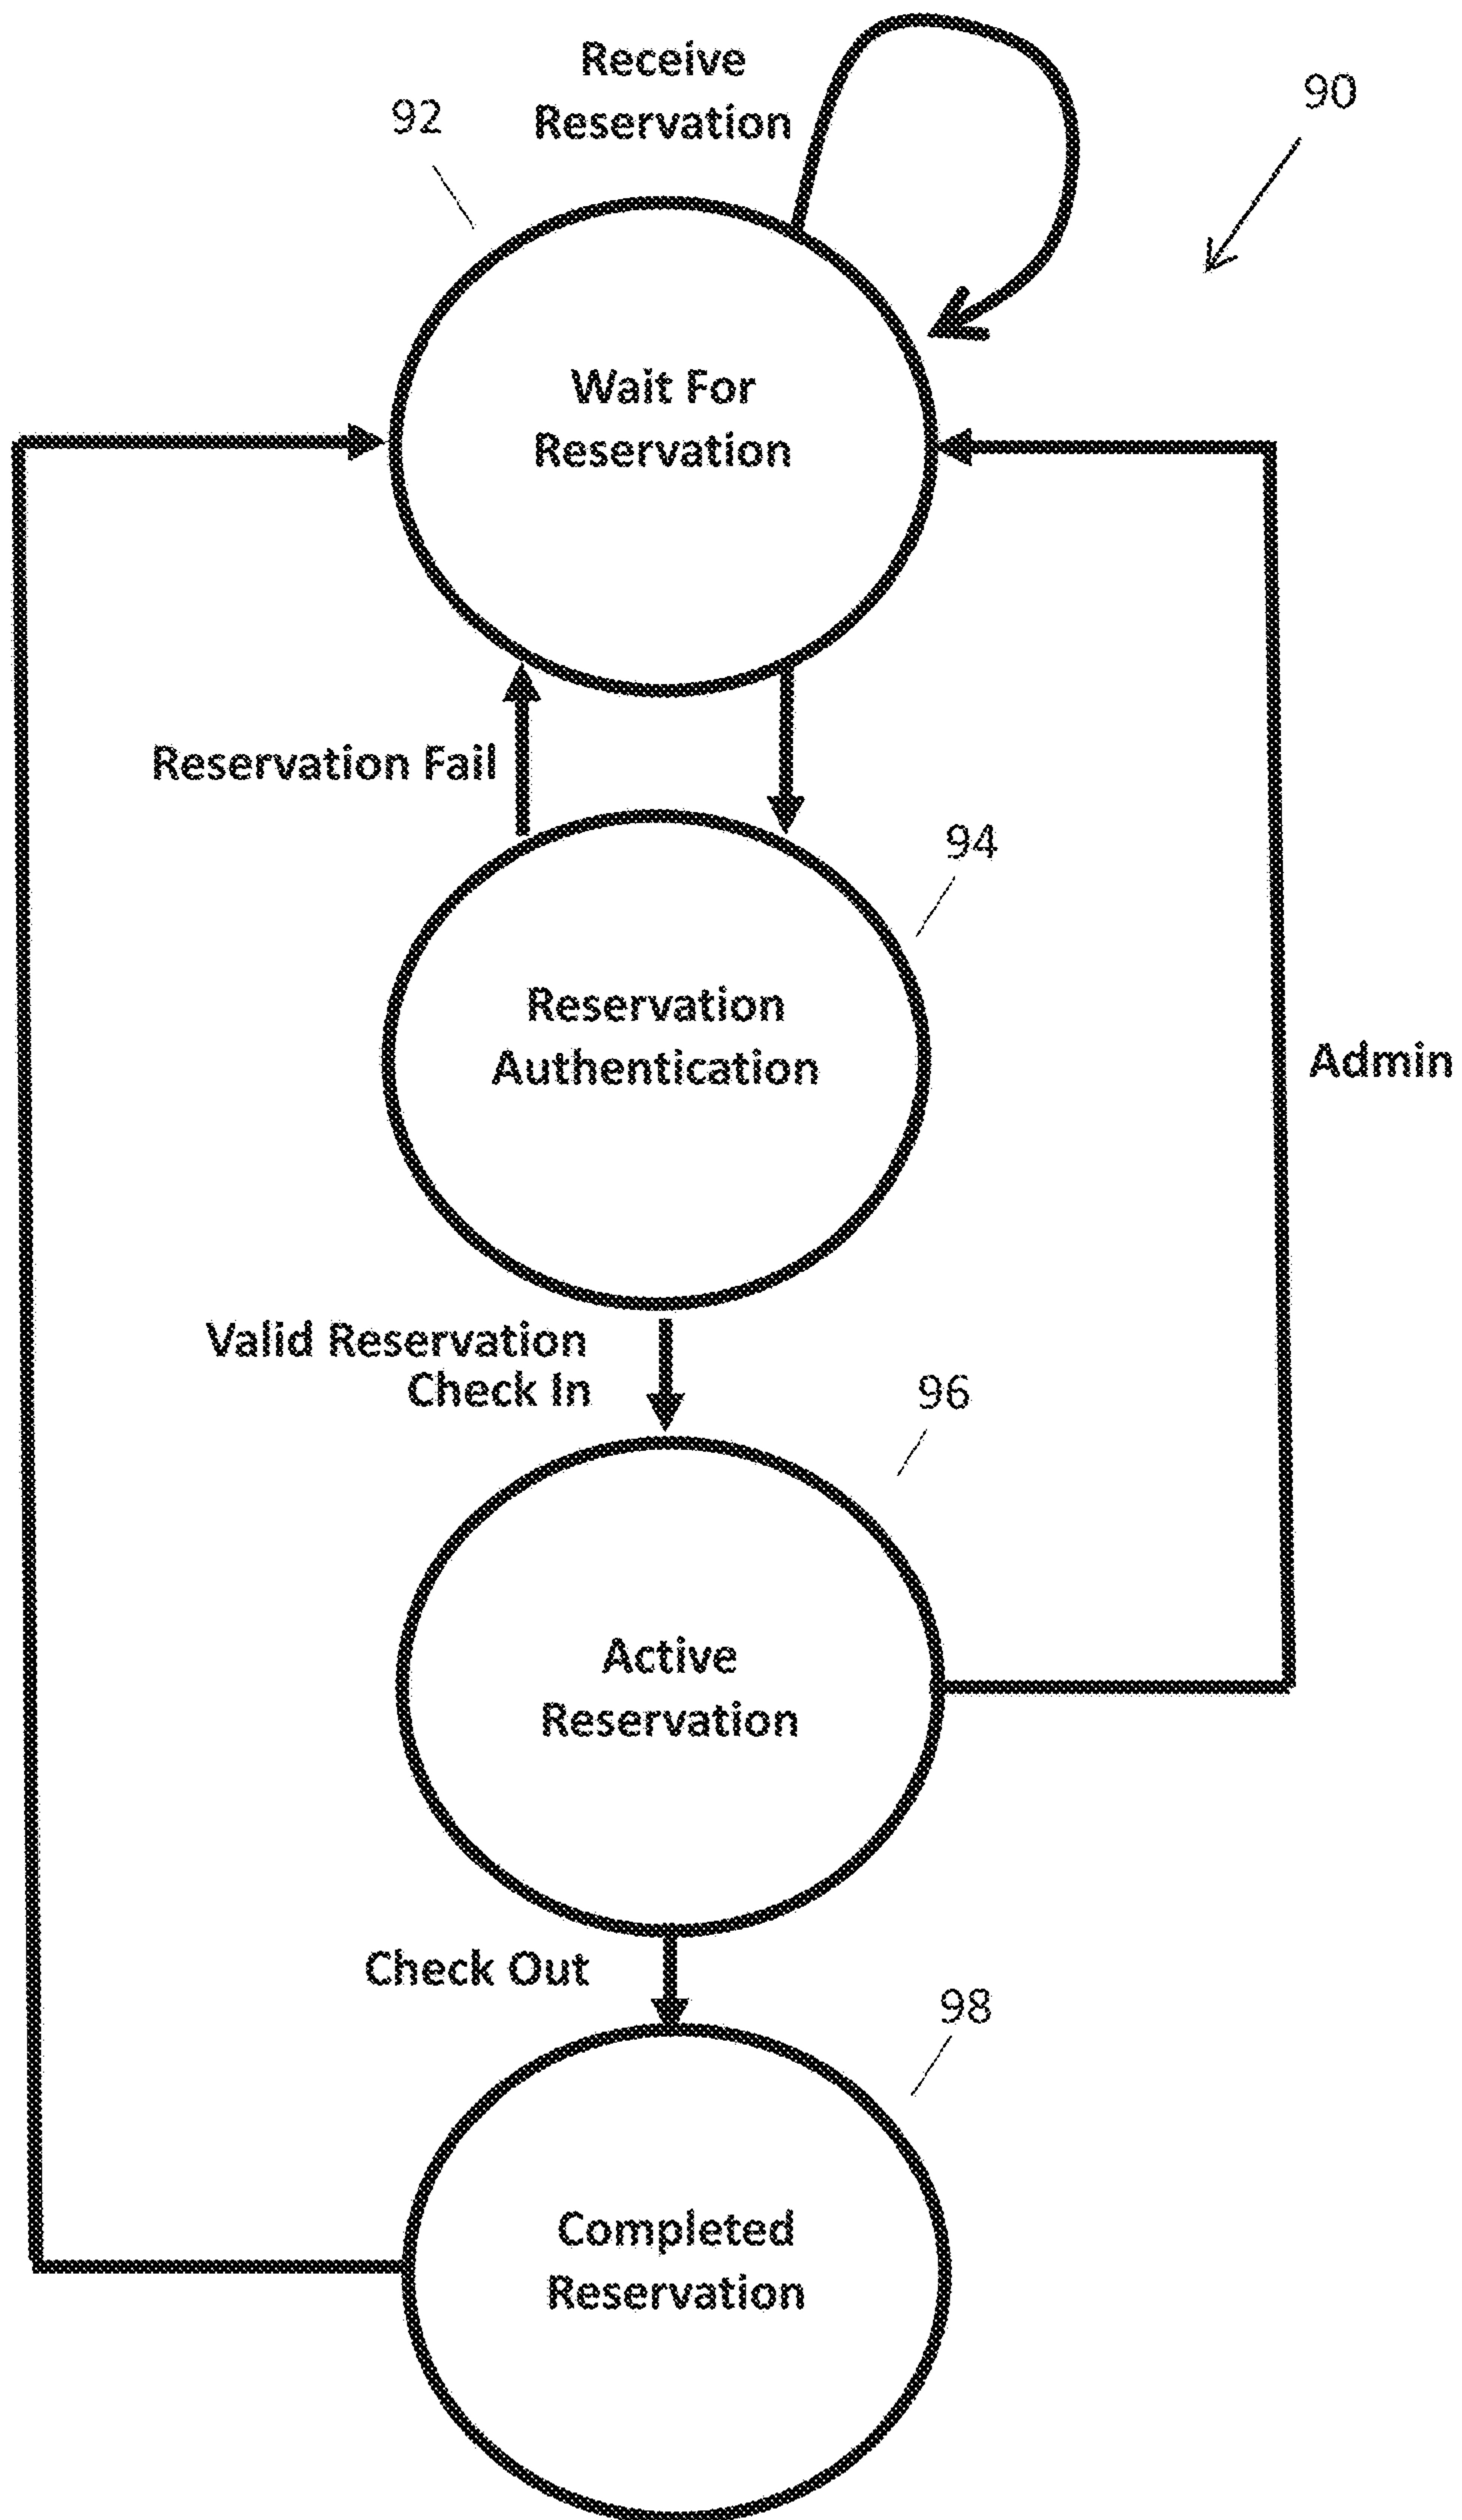 Receive
Reservation
92
90
Wait For
Reservation
Reservation Fail
94
Reservation
Authentication
Admin
Valid Reservation
Check In
96
Active
Reservation
Check Out
98
Completed
Reservation